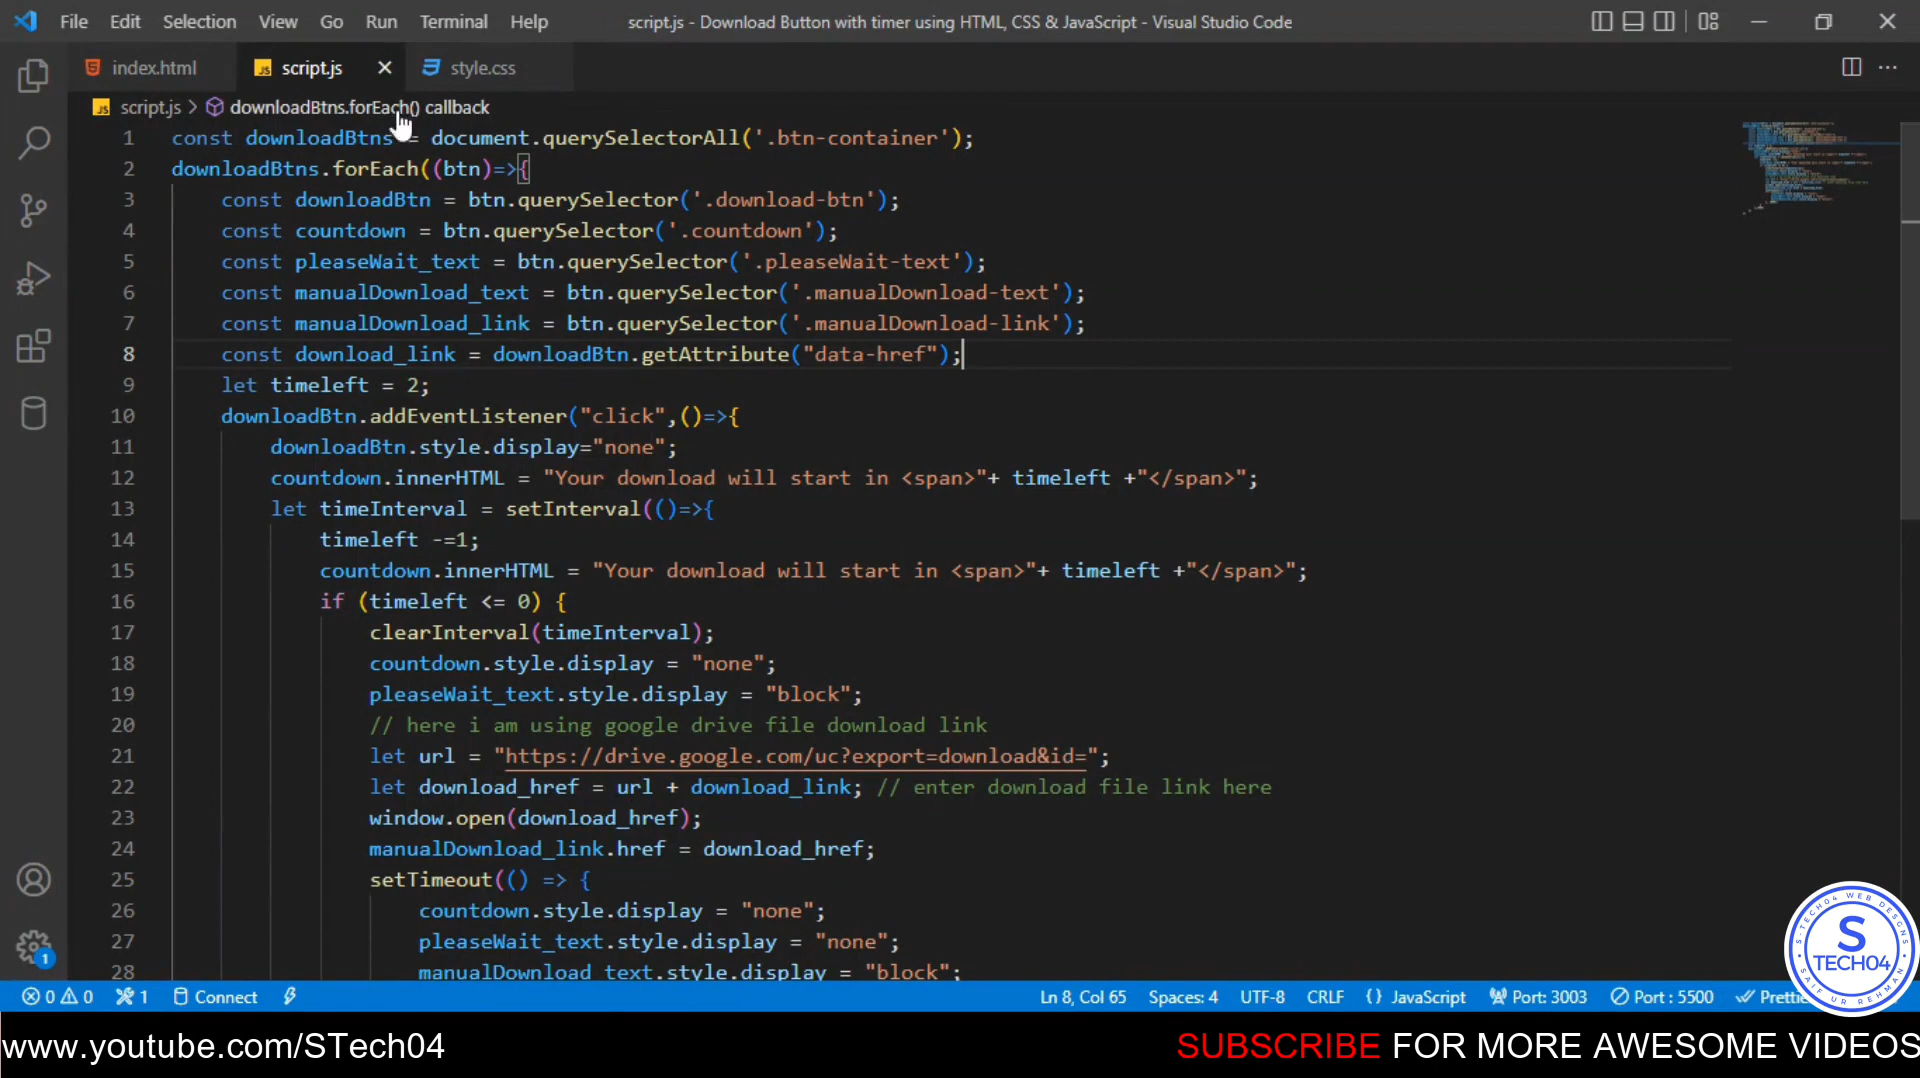 File Edit Selection View Go Run Terminal Help script.js - Download Button with timer using HTML, CSS & JavaScript - Visual Studio Code
index.html JS script.js style.css
JS script.js > downloadBtns.forEach() callback
1 const downloadBtns = document.querySelectorAll('.btn-container');
2 downloadBtns.forEach((btn)=>{
3 const downloadBtn = btn.querySelector('.download-btn');
4 const countdown = btn.querySelector('.countdown');
5 const pleaseWait_text = btn.querySelector('.pleaseWait-text');
6 const manualDownload_text = btn.querySelector('.manualDownload-text');
7 const manualDownload_link = btn.querySelector('.manualDownload-link');
8 const download_link = downloadBtn.getAttribute("data-href");
9 let timeleft = 2;
10 downloadBtn.addEventListener("click",()=>{
11 downloadBtn.style.display="none";
12 countdown.innerHTML = "Your download will start in <span>"+ timeleft +"</span>";
13 let timeInterval = setInterval(()=>{
14 timeleft -=1;
15 countdown.innerHTML = "Your download will start in <span>"+ timeleft +"</span>";
16 if (timeleft <= 0) {
17 clearInterval(timeInterval);
18 countdown.style.display = "none";
19 pleaseWait_text.style.display = "block";
20 // here i am using google drive file download link
21 let url = "https://drive.google.com/uc?export=download&id=";
22 let download_href = url + download_link; // enter download file link here
23 window.open(download_href);
24 manualDownload_link.href = download_href;
25 setTimeout(() => {
26 countdown.style.display = "none";
27 pleaseWait_text.style.display = "none";
28 manualDownload_text.style.display = "block";
S-TECH04 WEB DESIGNS
S
TECH04
SAIF UR REHMAN
1
0 0 1 Connect Ln 8, Col 65 Spaces: 4 UTF-8 CRLF {} JavaScript Port: 3003 Port : 5500
www.youtube.com/STech04 SUBSCRIBE FOR MORE AWESOME VIDEOS